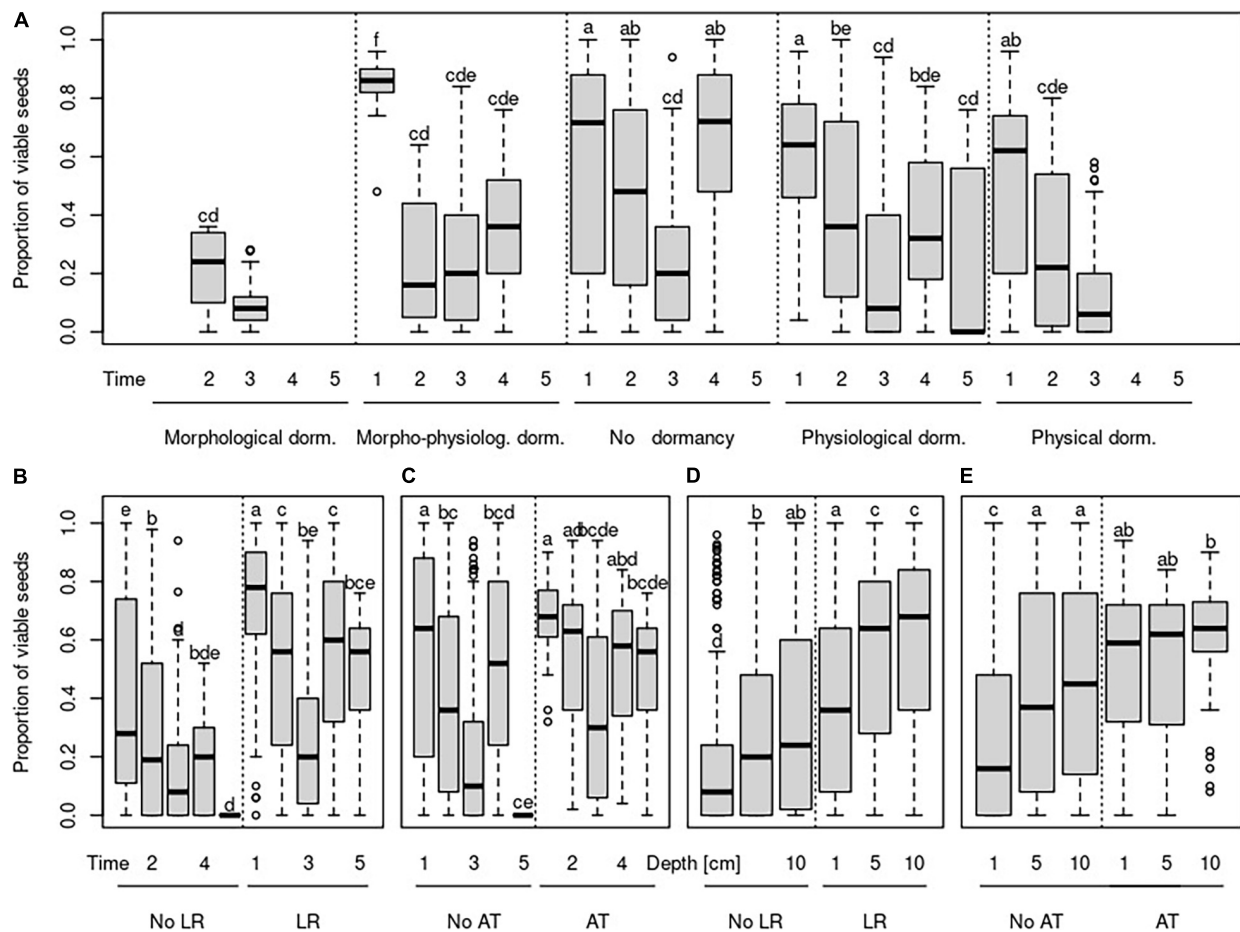 A
Proportion of viable seeds
1.0
0.8
0.6
0.4
0.2
0.0
cd
f
cd
cde
cde
a
ab
cd
ab
a
be
cd
bde
cd
ab
cde
Time 2 3 4 5 1 2 3 4 5 1 2 3 4 5 1 2 3 4 5 1 2 3 4 5
Morphological dorm. Morpho-physiolog. dorm. No dormancy Physiological dorm. Physical dorm.
B C D E
Proportion of viable seeds
1.0
0.8
0.6
0.4
0.2
0.0
e
b
d
bde
d
a
c
be
c
bce
a
bc
bcd
ce
a
ad
bcde
abd
bcde
d
b
ab
a
c
c
c
a
a
ab
ab
b
Time 2 4 1 3 5 1 3 5 2 4 Depth [cm] 10 1 5 10 1 5 10 1 5 10
No LR LR No AT AT No LR LR No AT AT